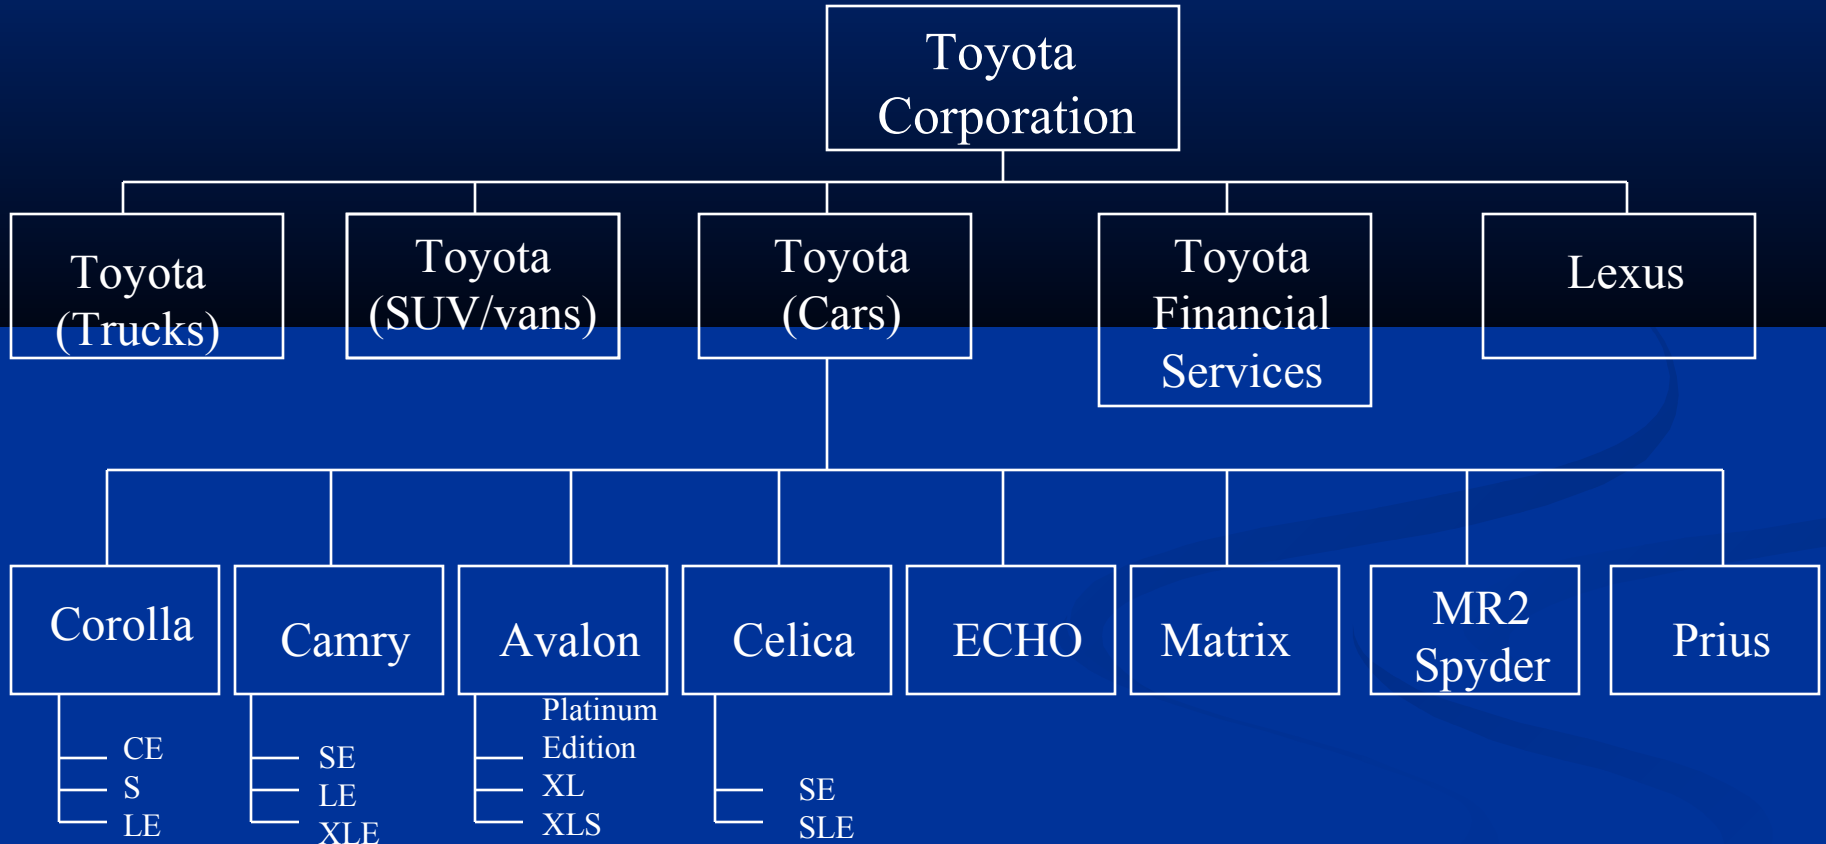 Toyota
Corporation
Toyota
(Trucks)
Toyota
(SUV/vans)
Toyota
(Cars)
Toyota
Financial
Services
Lexus
Corolla
Camry
Avalon
Celica
ECHO
Matrix
MR2
Spyder
Prius
CE
S
LE
SE
LE
XLE
Platinum
Edition
XL
XLS
SE
SLE